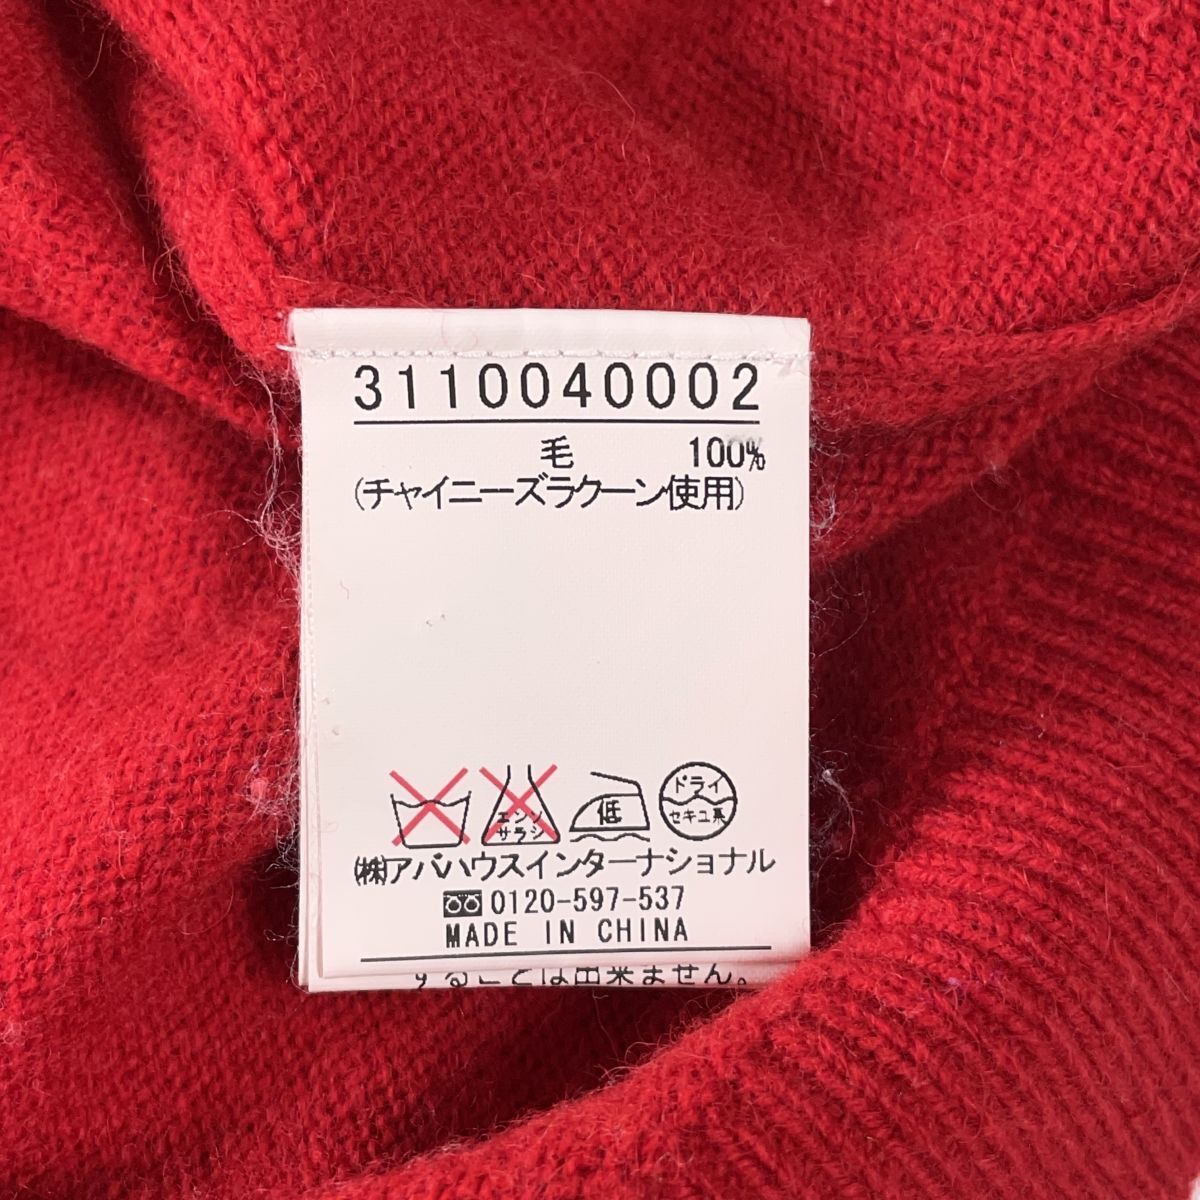 3110040002
毛 100%
(チャイニーズラクーン使用)
エンソ
サラシ
低
ドライ
セキユ系
㈱アバハウスインターナショナル
0120-597-537
MADE IN CHINA
することは出来ません。